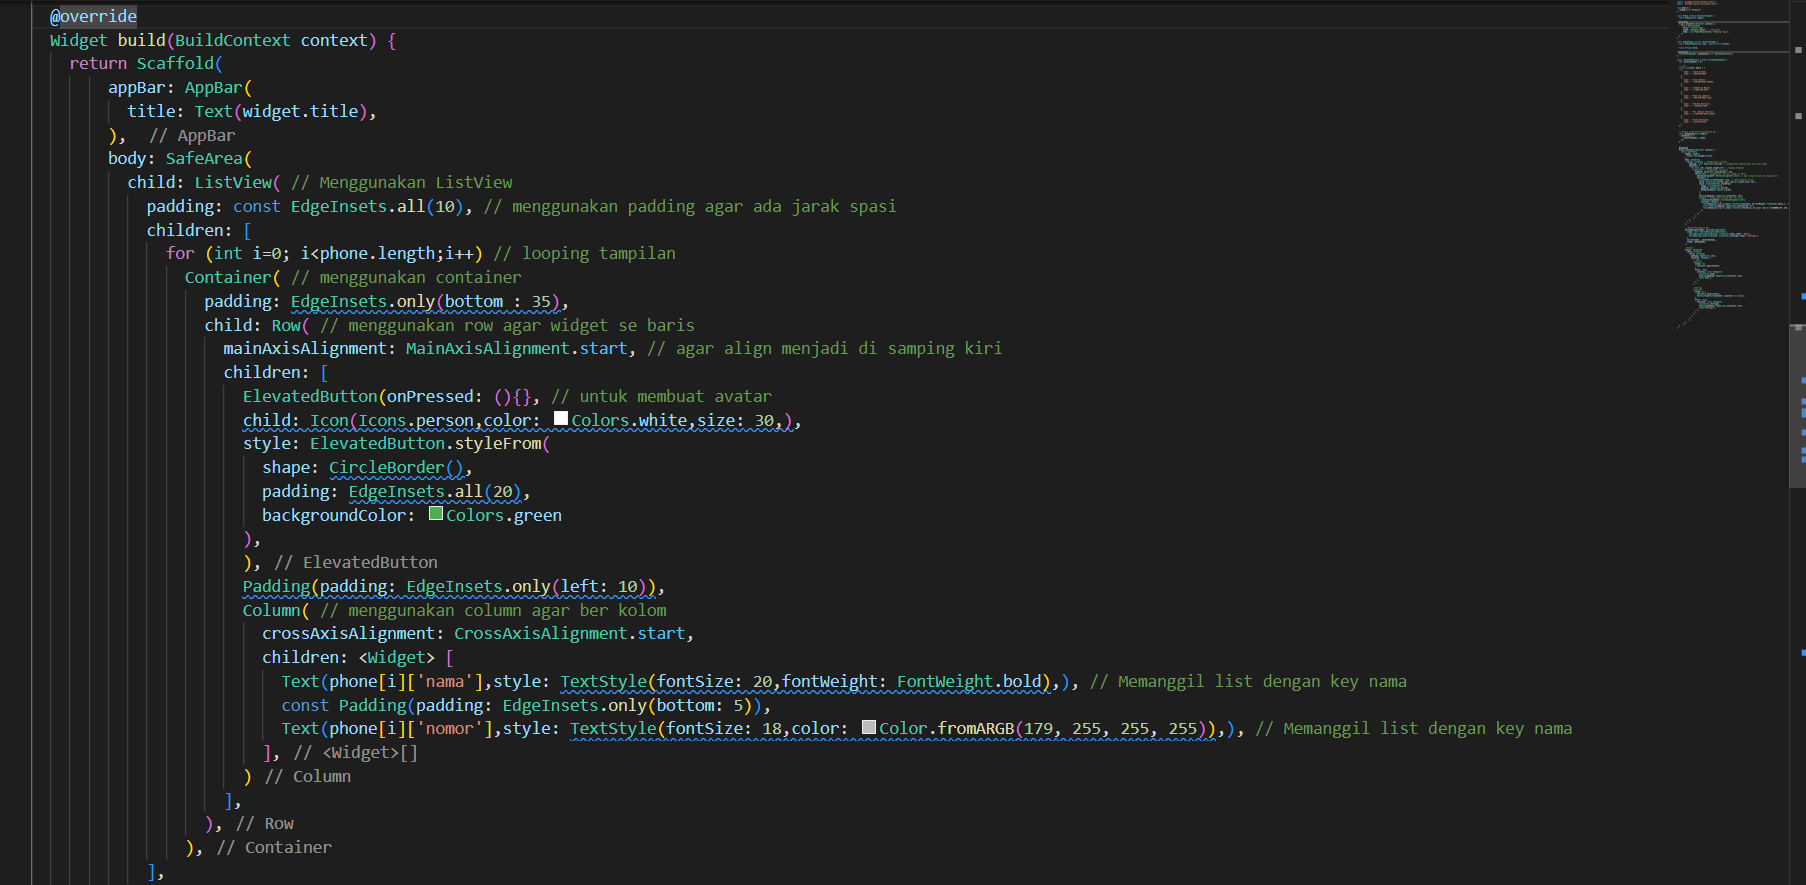 @override
Widget build(BuildContext context) {
return Scaffold(
appBar: AppBar(
title: Text(widget.title),
), // AppBar
body: SafeArea(
child: ListView( // Menggunakan ListView
padding: const EdgeInsets.all(10), // menggunakan padding agar ada jarak spasi
children: [
for (int i=0; i<phone.length;i++) // looping tampilan
Container( // menggunakan container
padding: EdgeInsets.only(bottom : 35),
child: Row( // menggunakan row agar widget se baris
mainAxisAlignment: MainAxisAlignment.start, // agar align menjadi di samping kiri
children: [
ElevatedButton(onPressed: (){}, // untuk membuat avatar
child: Icon(Icons.person,color: Colors.white,size: 30,),
style: ElevatedButton.styleFrom(
shape: CircleBorder(),
padding: EdgeInsets.all(20),
backgroundColor: Colors.green
),
), // ElevatedButton
Padding(padding: EdgeInsets.only(left: 10)),
Column( // menggunakan column agar ber kolom
crossAxisAlignment: CrossAxisAlignment.start,
children: <Widget> [
Text(phone[i]['nama'],style: TextStyle(fontSize: 20,fontWeight: FontWeight.bold),), // Memanggil list dengan key nama
const Padding(padding: EdgeInsets.only(bottom: 5)),
Text(phone[i]['nomor'],style: TextStyle(fontSize: 18,color: Color.fromARGB(179, 255, 255, 255)),), // Memanggil list dengan key nama
], // <Widget>[]
) // Column
],
), // Row
), // Container
],